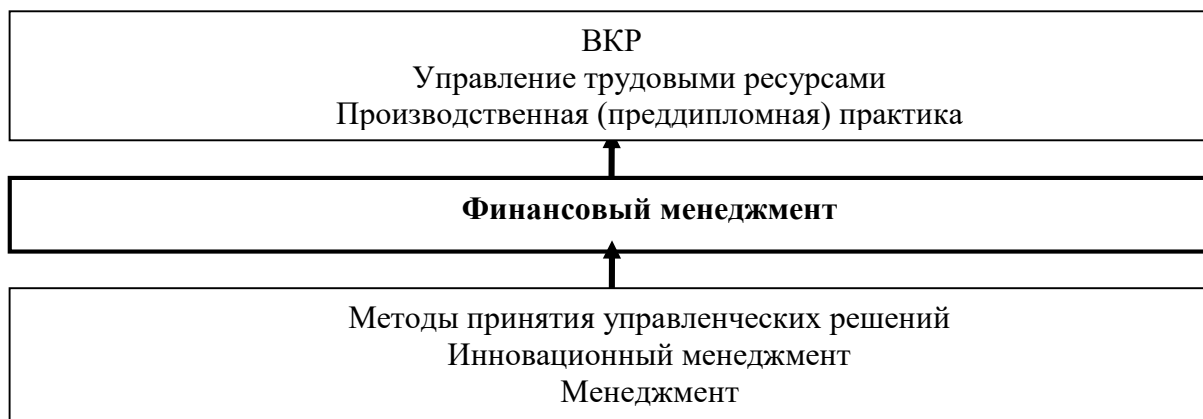 ВКР
Управление трудовыми ресурсами
Производственная (преддипломная) практика
Финансовый менеджмент
Методы принятия управленческих решений
Инновационный менеджмент
Менеджмент